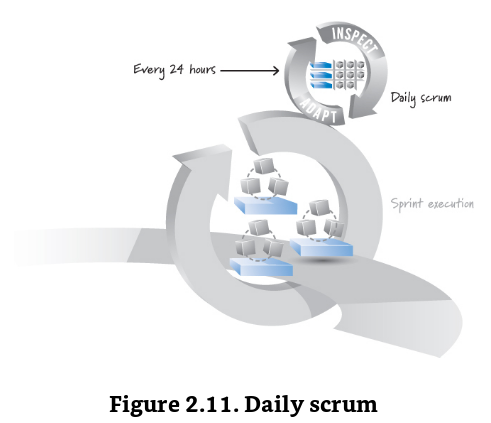 INSPECT
Every 24 hours
Daily scrum
ADAPT
Sprint execution
Figure 2.11. Daily scrum